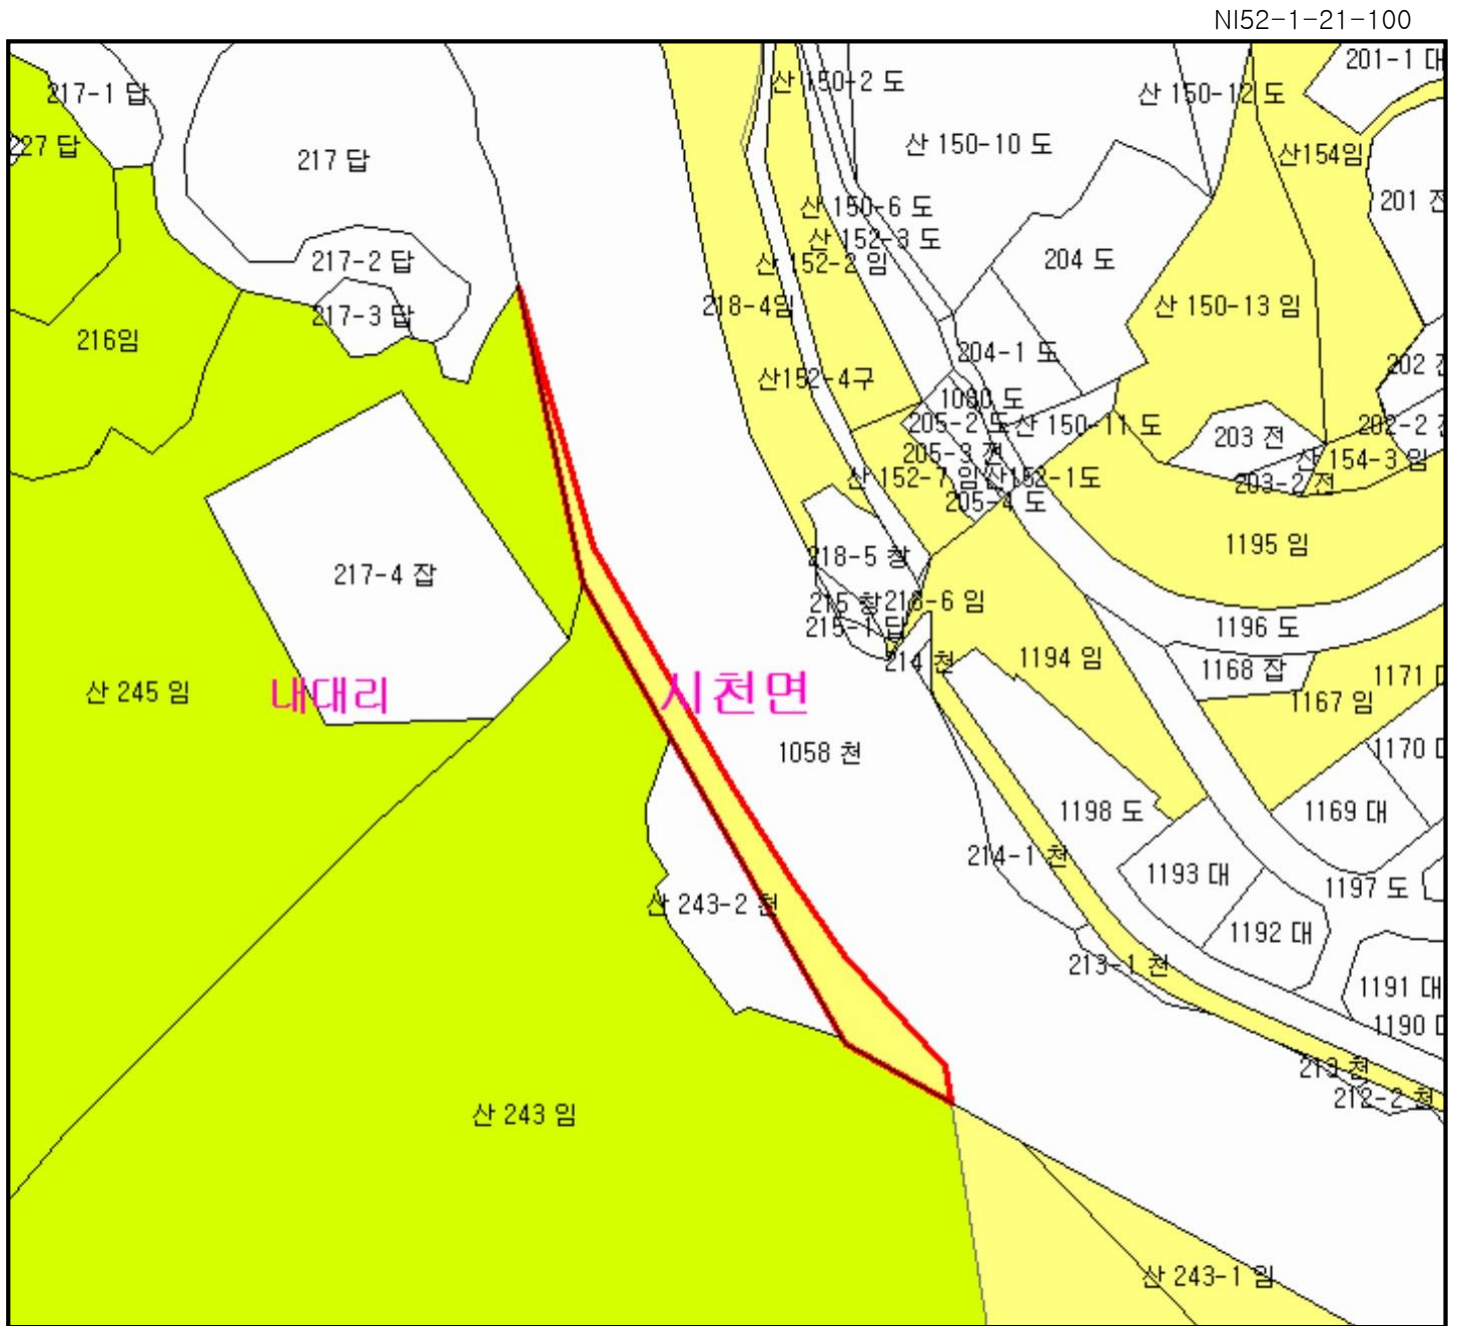 NI52-1-21-100
201-1 대
217-1 답
산 150-2 도
산 150-12 도
227 답
217 답
산 150-10 도
산154임
산 150-6 도
201 전
산 152-3 도
217-2 답
산 152-2 임
204 도
217-3 답
218-4임
산 150-13 임
216임
204-1 도
202 전
산152-4구
1080 도
205-2 도
산 150-11 도
203 전
202-2 전
205-3 전
산 154-3 임
산 152-7 임
산152-1도
203-2 전
205-4 도
1195 임
218-5 창
217-4 잡
215 창
218-6 임
215-1 답
1196 도
214 천
1194 임
1168 잡
1171
산 245 임
내대리
시천면
1167 임
1058 천
1170
1198 도
1169 대
214-1 천
1193 대
1197 도
산 243-2 천
1192 대
213-1 천
1191 대
1190
213 천
212-2 천
산 243 임
산 243-1 임